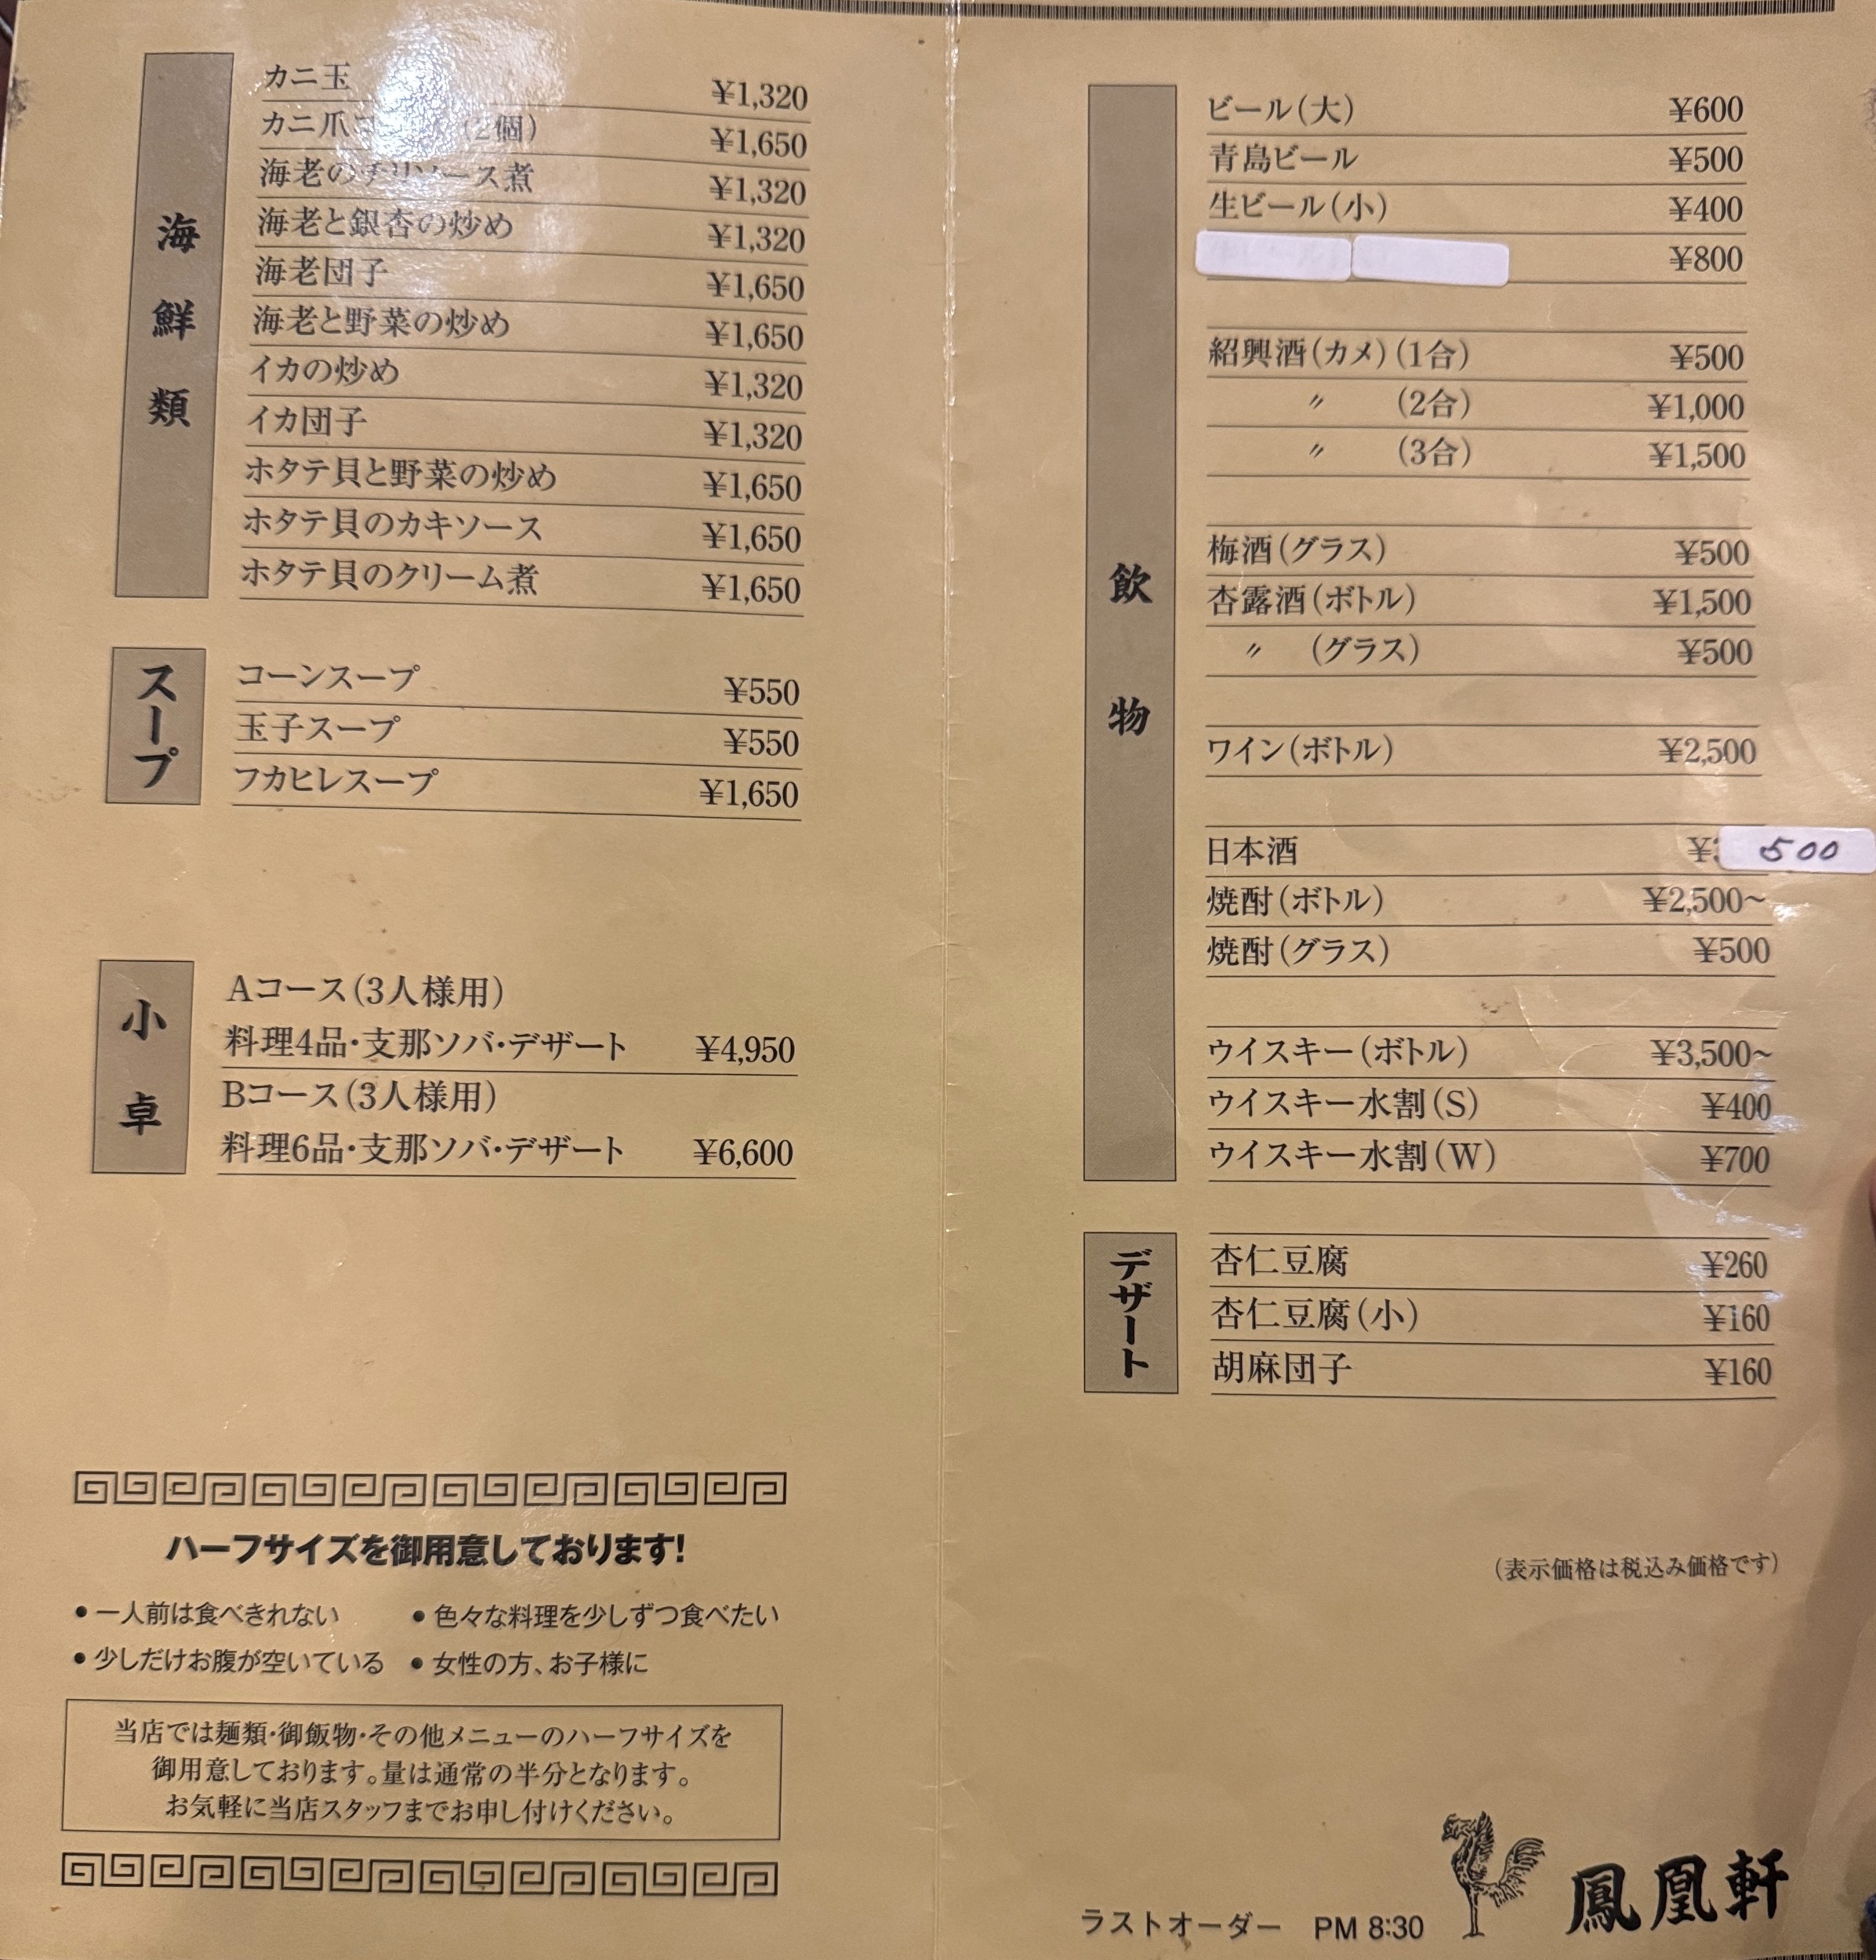 海鮮類
カニ玉 ¥1,320
カニ爪 (2個) ¥1,650
海老のチリソース煮 ¥1,320
海老と銀杏の炒め ¥1,320
海老団子 ¥1,650
海老と野菜の炒め ¥1,650
イカの炒め ¥1,320
イカ団子 ¥1,320
ホタテ貝と野菜の炒め ¥1,650
ホタテ貝のカキソース ¥1,650
ホタテ貝のクリーム煮 ¥1,650
スープ
コーンスープ ¥550
玉子スープ ¥550
フカヒレスープ ¥1,650
小卓
Aコース(3人様用)
料理4品・支那ソバ・デザート ¥4,950
Bコース(3人様用)
料理6品・支那ソバ・デザート ¥6,600
ハーフサイズを御用意しております!
● 一人前は食べきれない ● 色々な料理を少しずつ食べたい
● 少しだけお腹が空いている ● 女性の方、お子様に
当店では麺類・御飯物・その他メニューのハーフサイズを
御用意しております。量は通常の半分となります。
お気軽に当店スタッフまでお申し付けください。
飲物
ビール(大) ¥600
青島ビール ¥500
生ビール(小) ¥400
¥800
紹興酒(カメ)(1合) ¥500
〃 (2合) ¥1,000
〃 (3合) ¥1,500
梅酒(グラス) ¥500
杏露酒(ボトル) ¥1,500
〃 (グラス) ¥500
ワイン(ボトル) ¥2,500
日本酒 ¥ 500
焼酎(ボトル) ¥2,500~
焼酎(グラス) ¥500
ウイスキー(ボトル) ¥3,500~
ウイスキー水割(S) ¥400
ウイスキー水割(W) ¥700
デザート
杏仁豆腐 ¥260
杏仁豆腐(小) ¥160
胡麻団子 ¥160
(表示価格は税込み価格です)
ラストオーダー PM 8:30
鳳凰軒